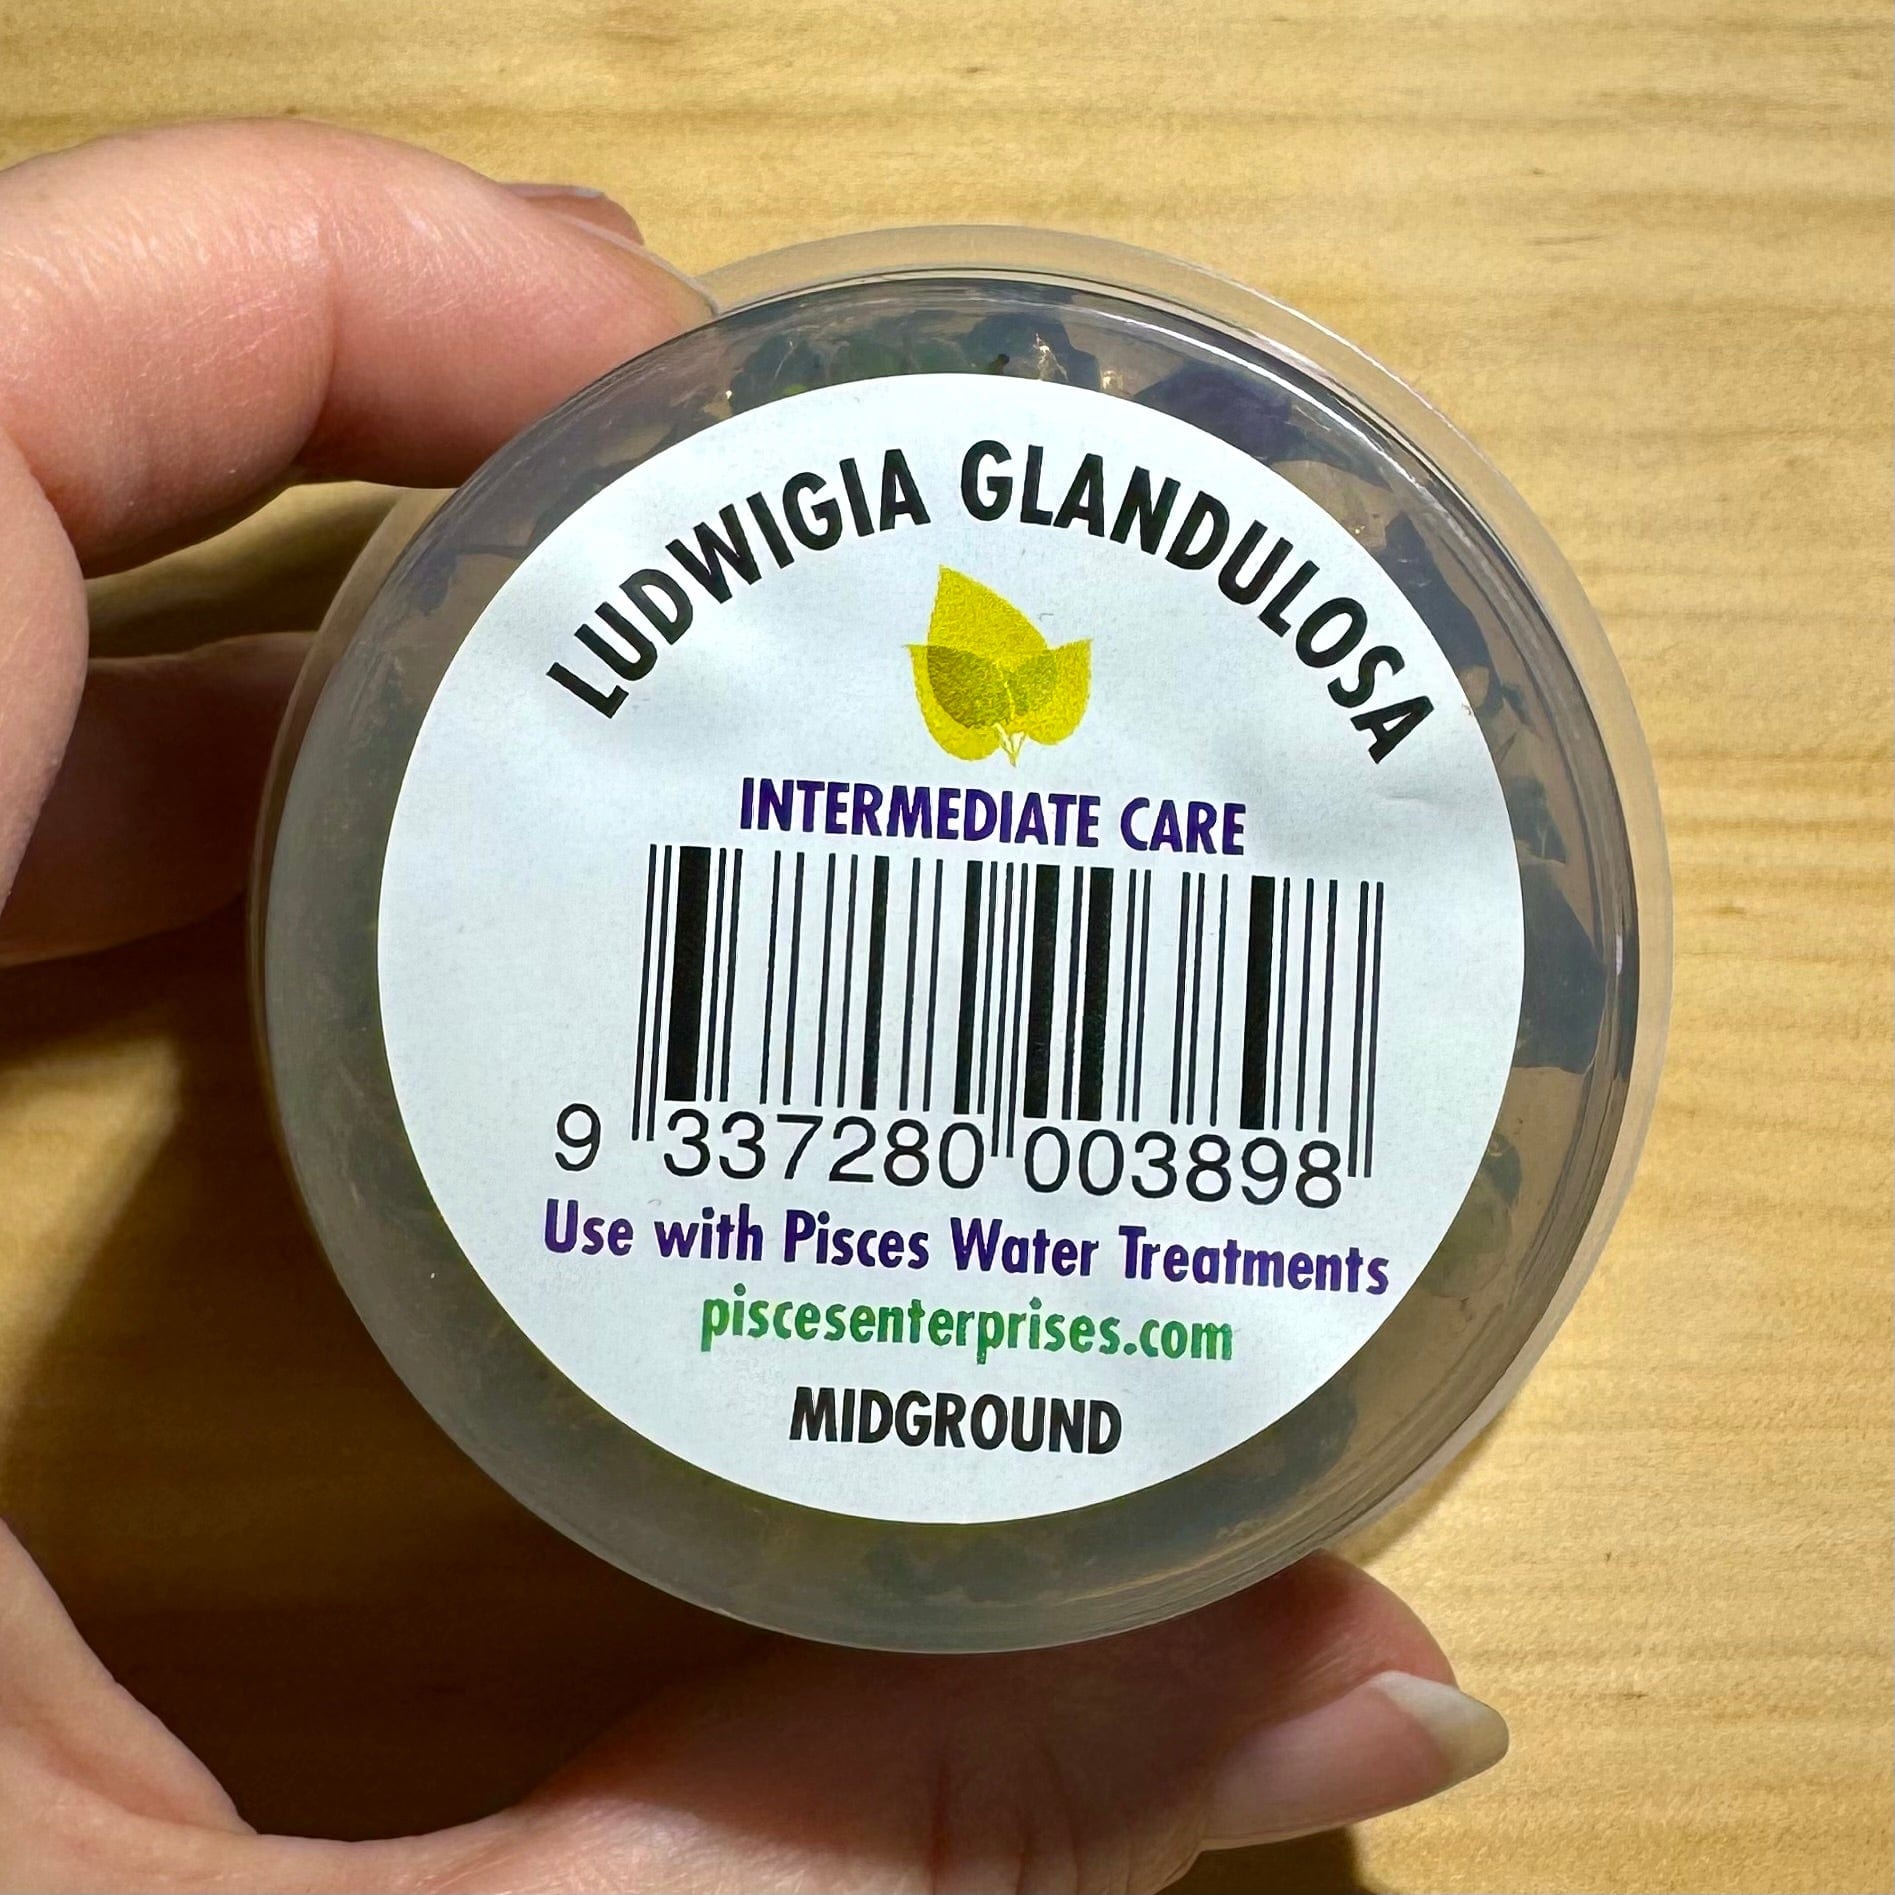 LUDWIGIA GLANDULOSA
INTERMEDIATE CARE
9 337280 003898
Use with Pisces Water Treatments
piscesenterprises.com
MIDGROUND